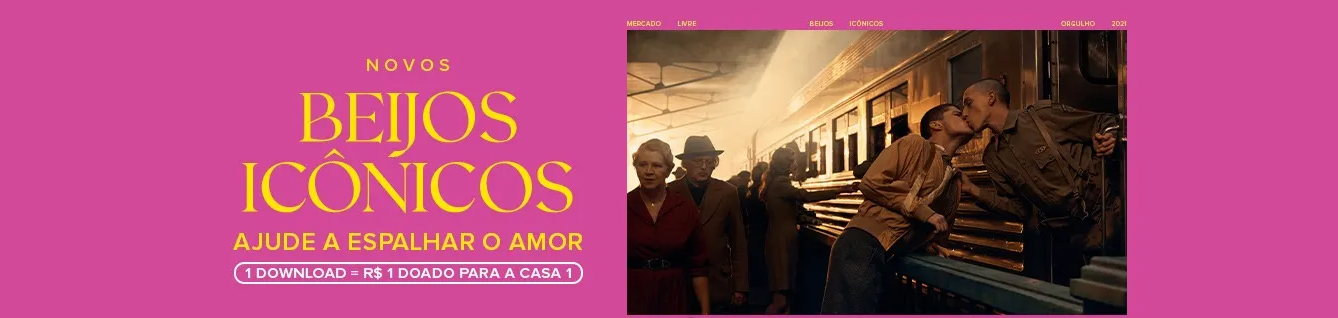 NOVOS
BEIJOS
ICÔNICOS
AJUDE A ESPALHAR O AMOR
1 DOWNLOAD = R$ 1 DOADO PARA A CASA 1
MERCADO LIVRE BEIJOS ICÔNICOS ORGULHO 2021